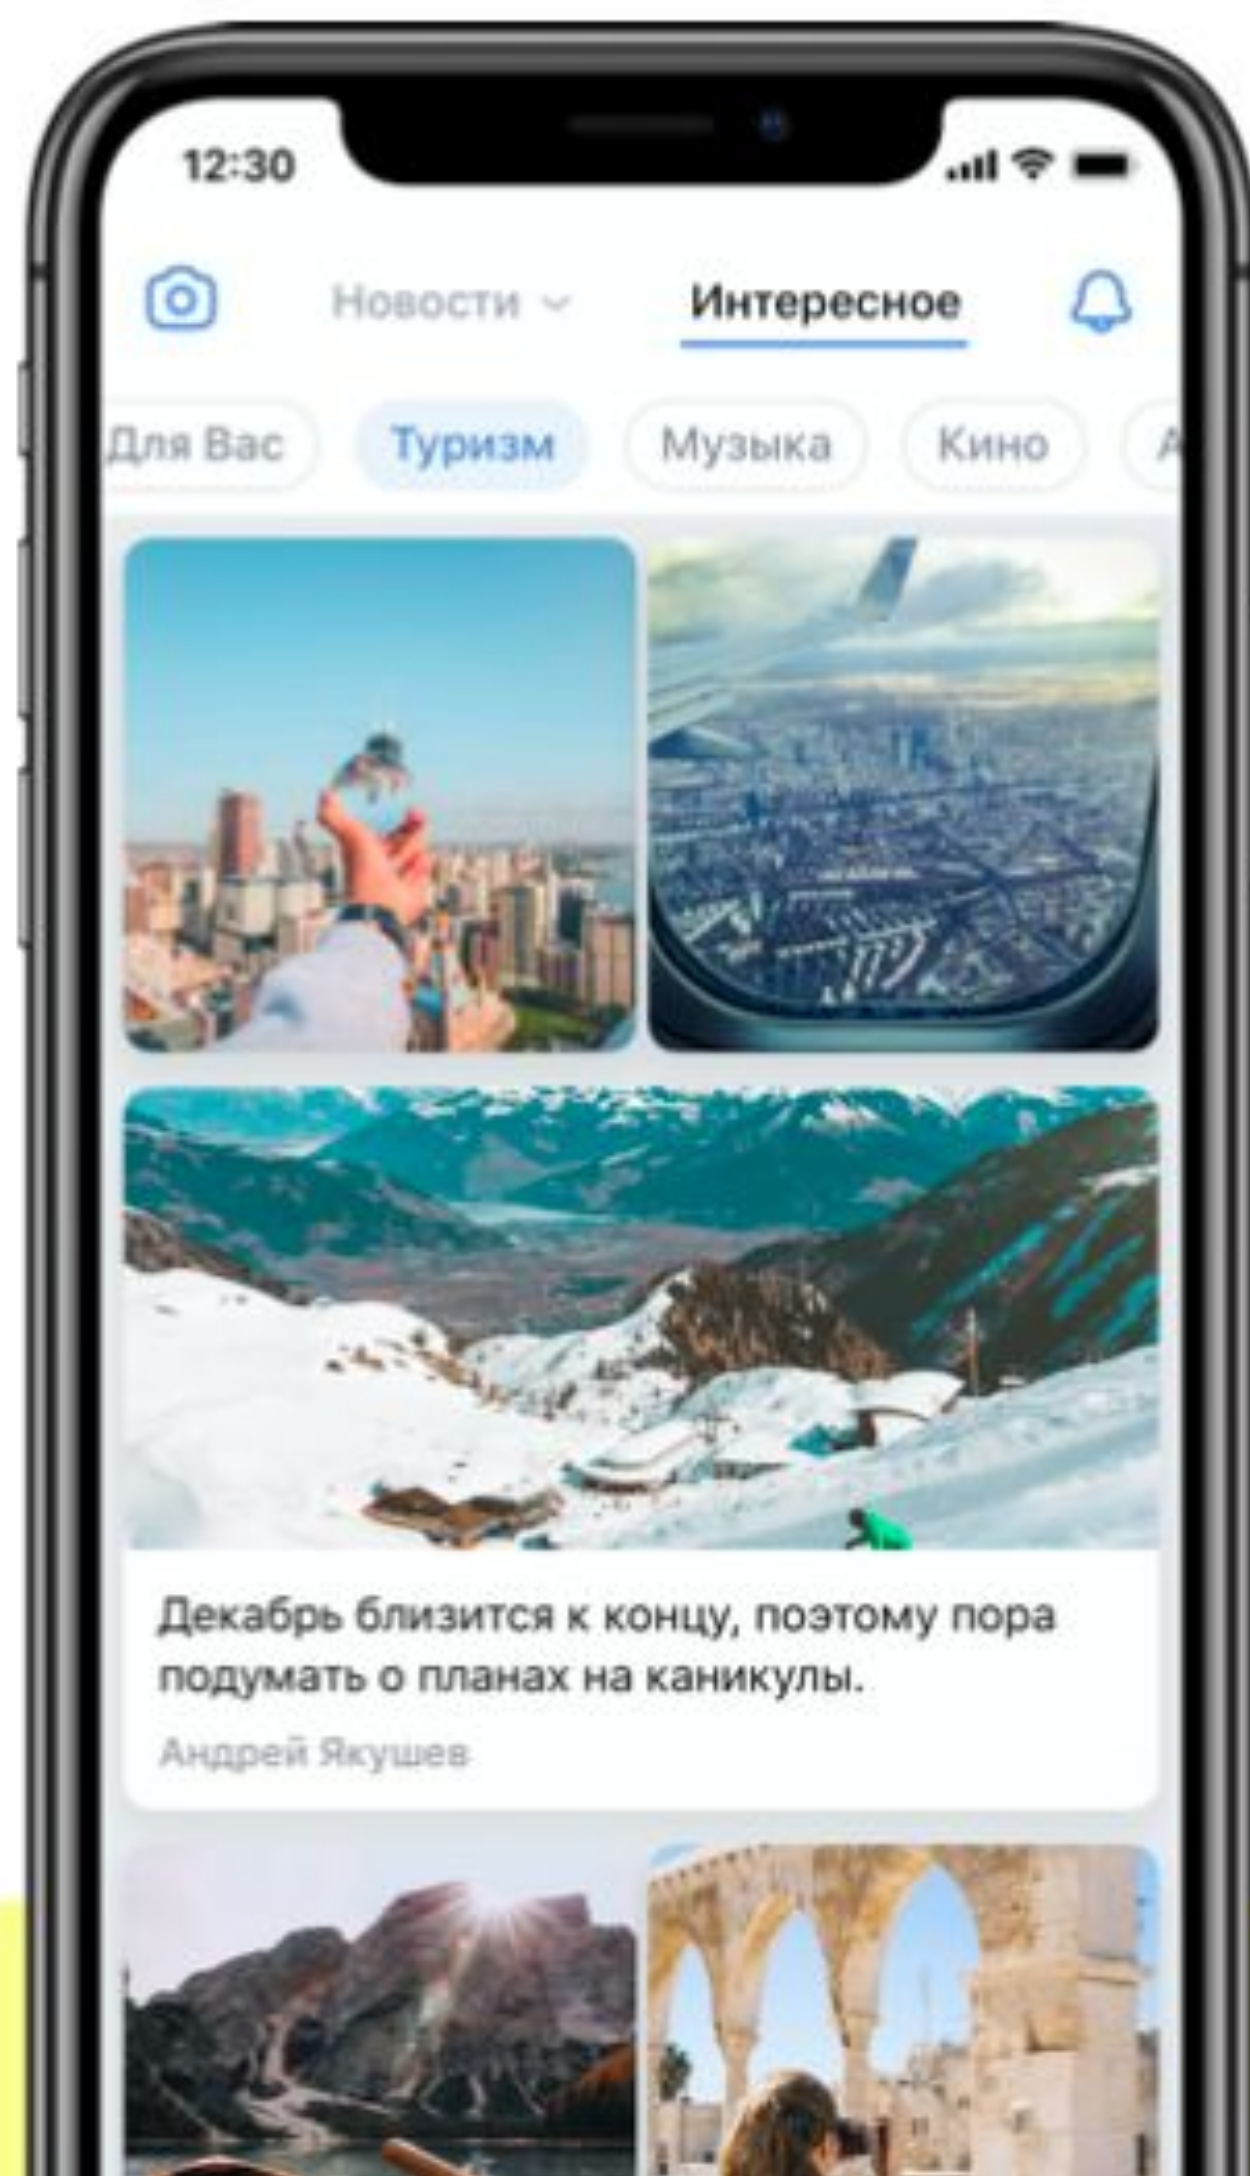 12:30
Новости
Интересное
Для Вас
Туризм
Музыка
Кино
Декабрь близится к концу, поэтому пора
подумать о планах на каникулы.
Андрей Якушев